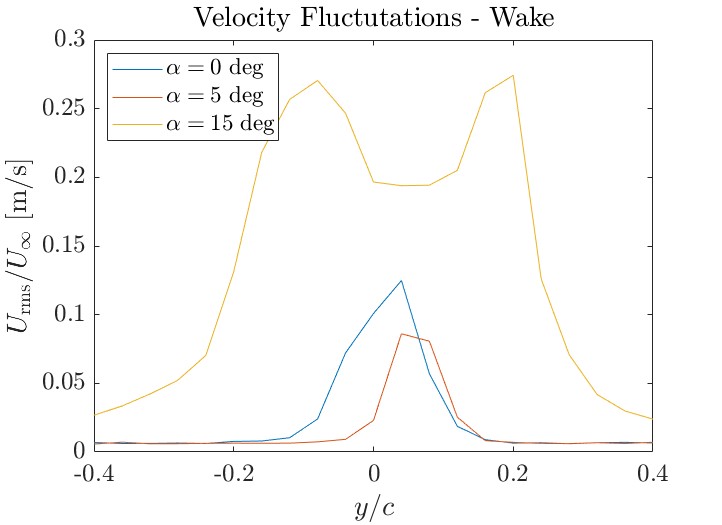 Velocity Fluctutations - Wake
0.3
0.25
0.2
0.15
0.1
0.05
0
U_rms/U_∞ [m/s]
α = 0 deg
α = 5 deg
α = 15 deg
-0.4
-0.2
0
0.2
0.4
y/c